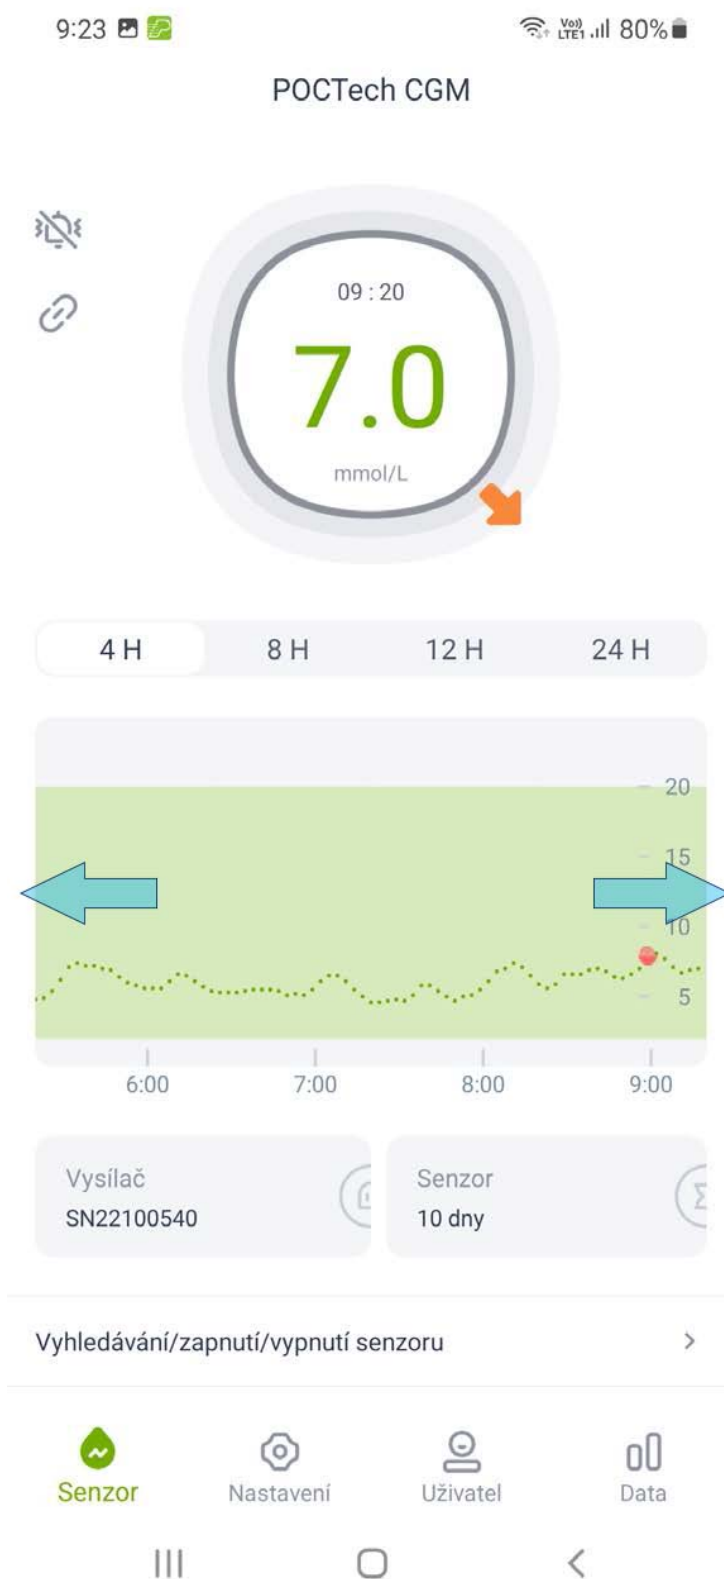 9:23 Vo)) LTE1 80%
POCTech CGM
09 : 20
7.0
mmol/L
4 H 8 H 12 H 24 H
20
15
10
5
6:00 7:00 8:00 9:00
Vysílač Senzor
SN22100540 10 dny
Vyhledávání/zapnutí/vypnutí senzoru
Senzor Nastavení Uživatel Data